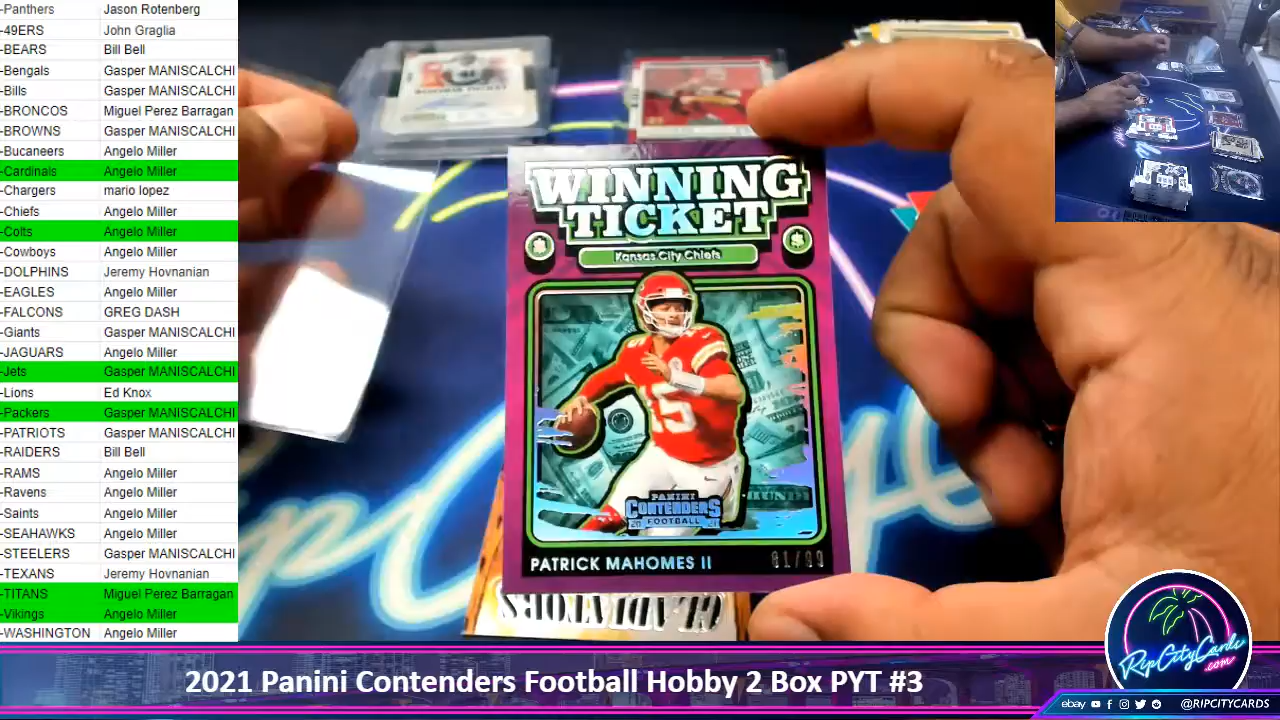 -Panthers Jason Rotenberg
-49ERS John Graglia
-BEARS Bill Bell
-Bengals Gasper MANISCALCHI
-Bills Gasper MANISCALCHI
-BRONCOS Miguel Perez Barragan
-BROWNS Gasper MANISCALCHI
-Bucaneers Angelo Miller
-Cardinals Angelo Miller
-Chargers mario lopez
-Chiefs Angelo Miller
-Colts Angelo Miller
-Cowboys Angelo Miller
-DOLPHINS Jeremy Hovnanian
-EAGLES Angelo Miller
-FALCONS GREG DASH
-Giants Gasper MANISCALCHI
-JAGUARS Angelo Miller
-Jets Gasper MANISCALCHI
-Lions Ed Knox
-Packers Gasper MANISCALCHI
-PATRIOTS Gasper MANISCALCHI
-RAIDERS Bill Bell
-RAMS Angelo Miller
-Ravens Angelo Miller
-Saints Angelo Miller
-SEAHAWKS Angelo Miller
-STEELERS Gasper MANISCALCHI
-TEXANS Jeremy Hovnanian
-TITANS Miguel Perez Barragan
-Vikings Angelo Miller
-WASHINGTON Angelo Miller
WINNING
TICKET
Kansas City Chiefs
15
PANINI
CONTENDERS
20 FOOTBALL 21
PATRICK MAHOMES II
GLADIATORS
RipCityCards
.com
2021 Panini Contenders Football Hobby 2 Box PYT #3
ebay @RIPCITYCARDS